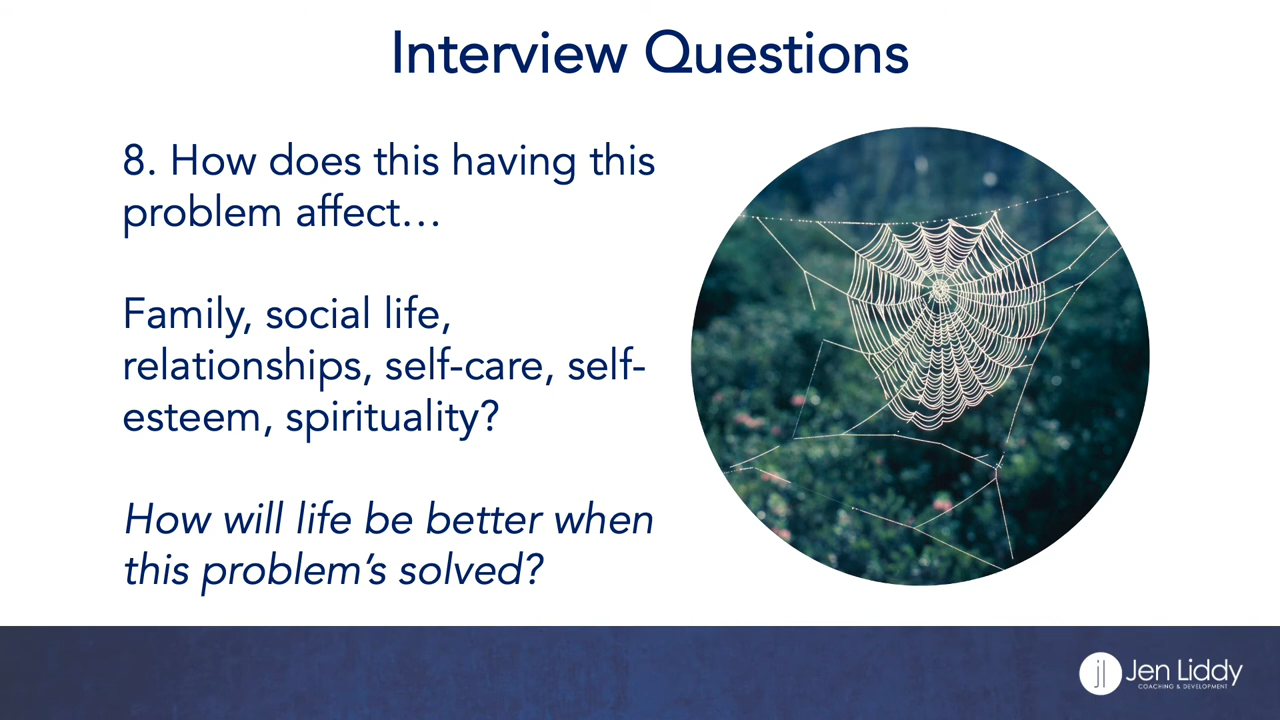 Interview Questions
8. How does this having this
problem affect…
Family, social life,
relationships, self-care, self-
esteem, spirituality?
How will life be better when
this problem's solved?
jl
Jen Liddy
COACHING & DEVELOPMENT